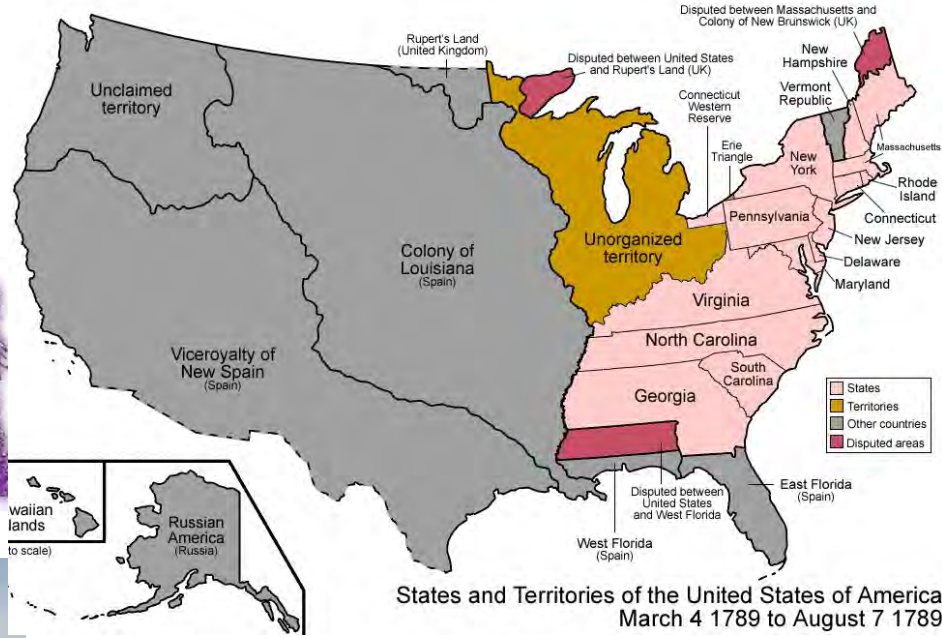 Disputed between Massachusetts and
Colony of New Brunswick (UK)
Rupert's Land
(United Kingdom)
Disputed between United States
and Rupert's Land (UK)
New
Hampshire
Vermont
Republic
Unclaimed
territory
Connecticut
Western
Reserve
Erie
Triangle
Massachusetts
New
York
Rhode
Island
Connecticut
Pennsylvania
New Jersey
Delaware
Maryland
Unorganized
territory
Colony of
Louisiana
(Spain)
Virginia
North Carolina
South
Carolina
Georgia
Viceroyalty of
New Spain
(Spain)
States
Territories
Other countries
Disputed areas
East Florida
(Spain)
Disputed between
United States
and West Florida
West Florida
(Spain)
waiian
lands
to scale)
Russian
America
(Russia)
States and Territories of the United States of America
March 4 1789 to August 7 1789